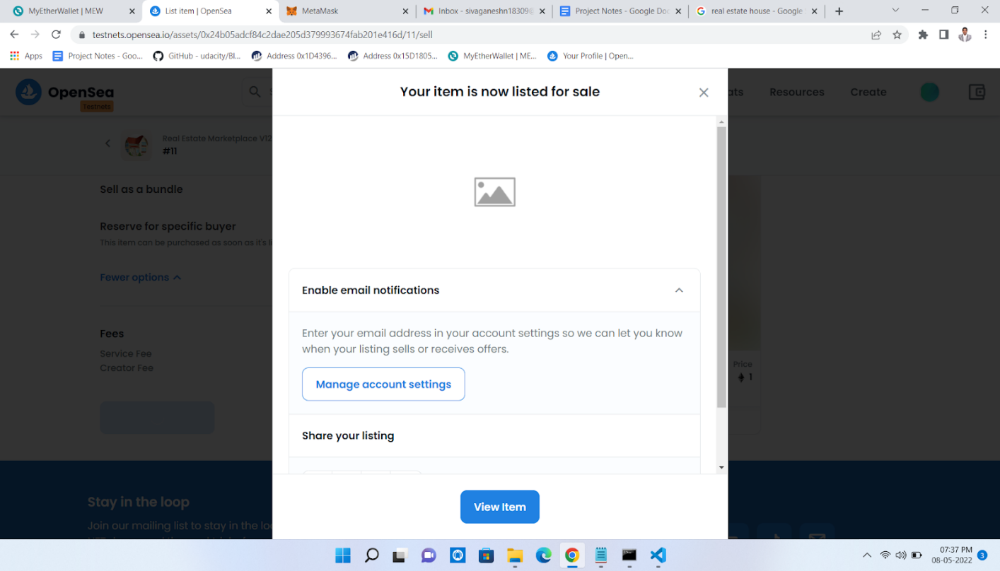 MyEtherWallet | MEW
List item | OpenSea
MetaMask
Inbox - sivaganeshn18309
Project Notes - Google Doc
real estate house - Google
testnets.opensea.io/assets/0x24b05adcf84c2dae205d379993674fab201e416d/11/sell
Apps
Project Notes - Goo...
GitHub - udacity/Bl...
Address 0x1D4396...
Address 0x15D1805...
MyEtherWallet | ME...
Your Profile | Open...
OpenSea
Testnets
Your item is now listed for sale
Resources
Create
Real Estate Marketplace V12
#11
Sell as a bundle
Reserve for specific buyer
This item can be purchased as soon as it's
Fewer options
Enable email notifications
Enter your email address in your account settings so we can let you know
when your listing sells or receives offers.
Manage account settings
Fees
Service Fee
Creator Fee
Price
1
Share your listing
View Item
Stay in the loop
Join our mailing list to stay in the
07:37 PM
08-05-2022
3